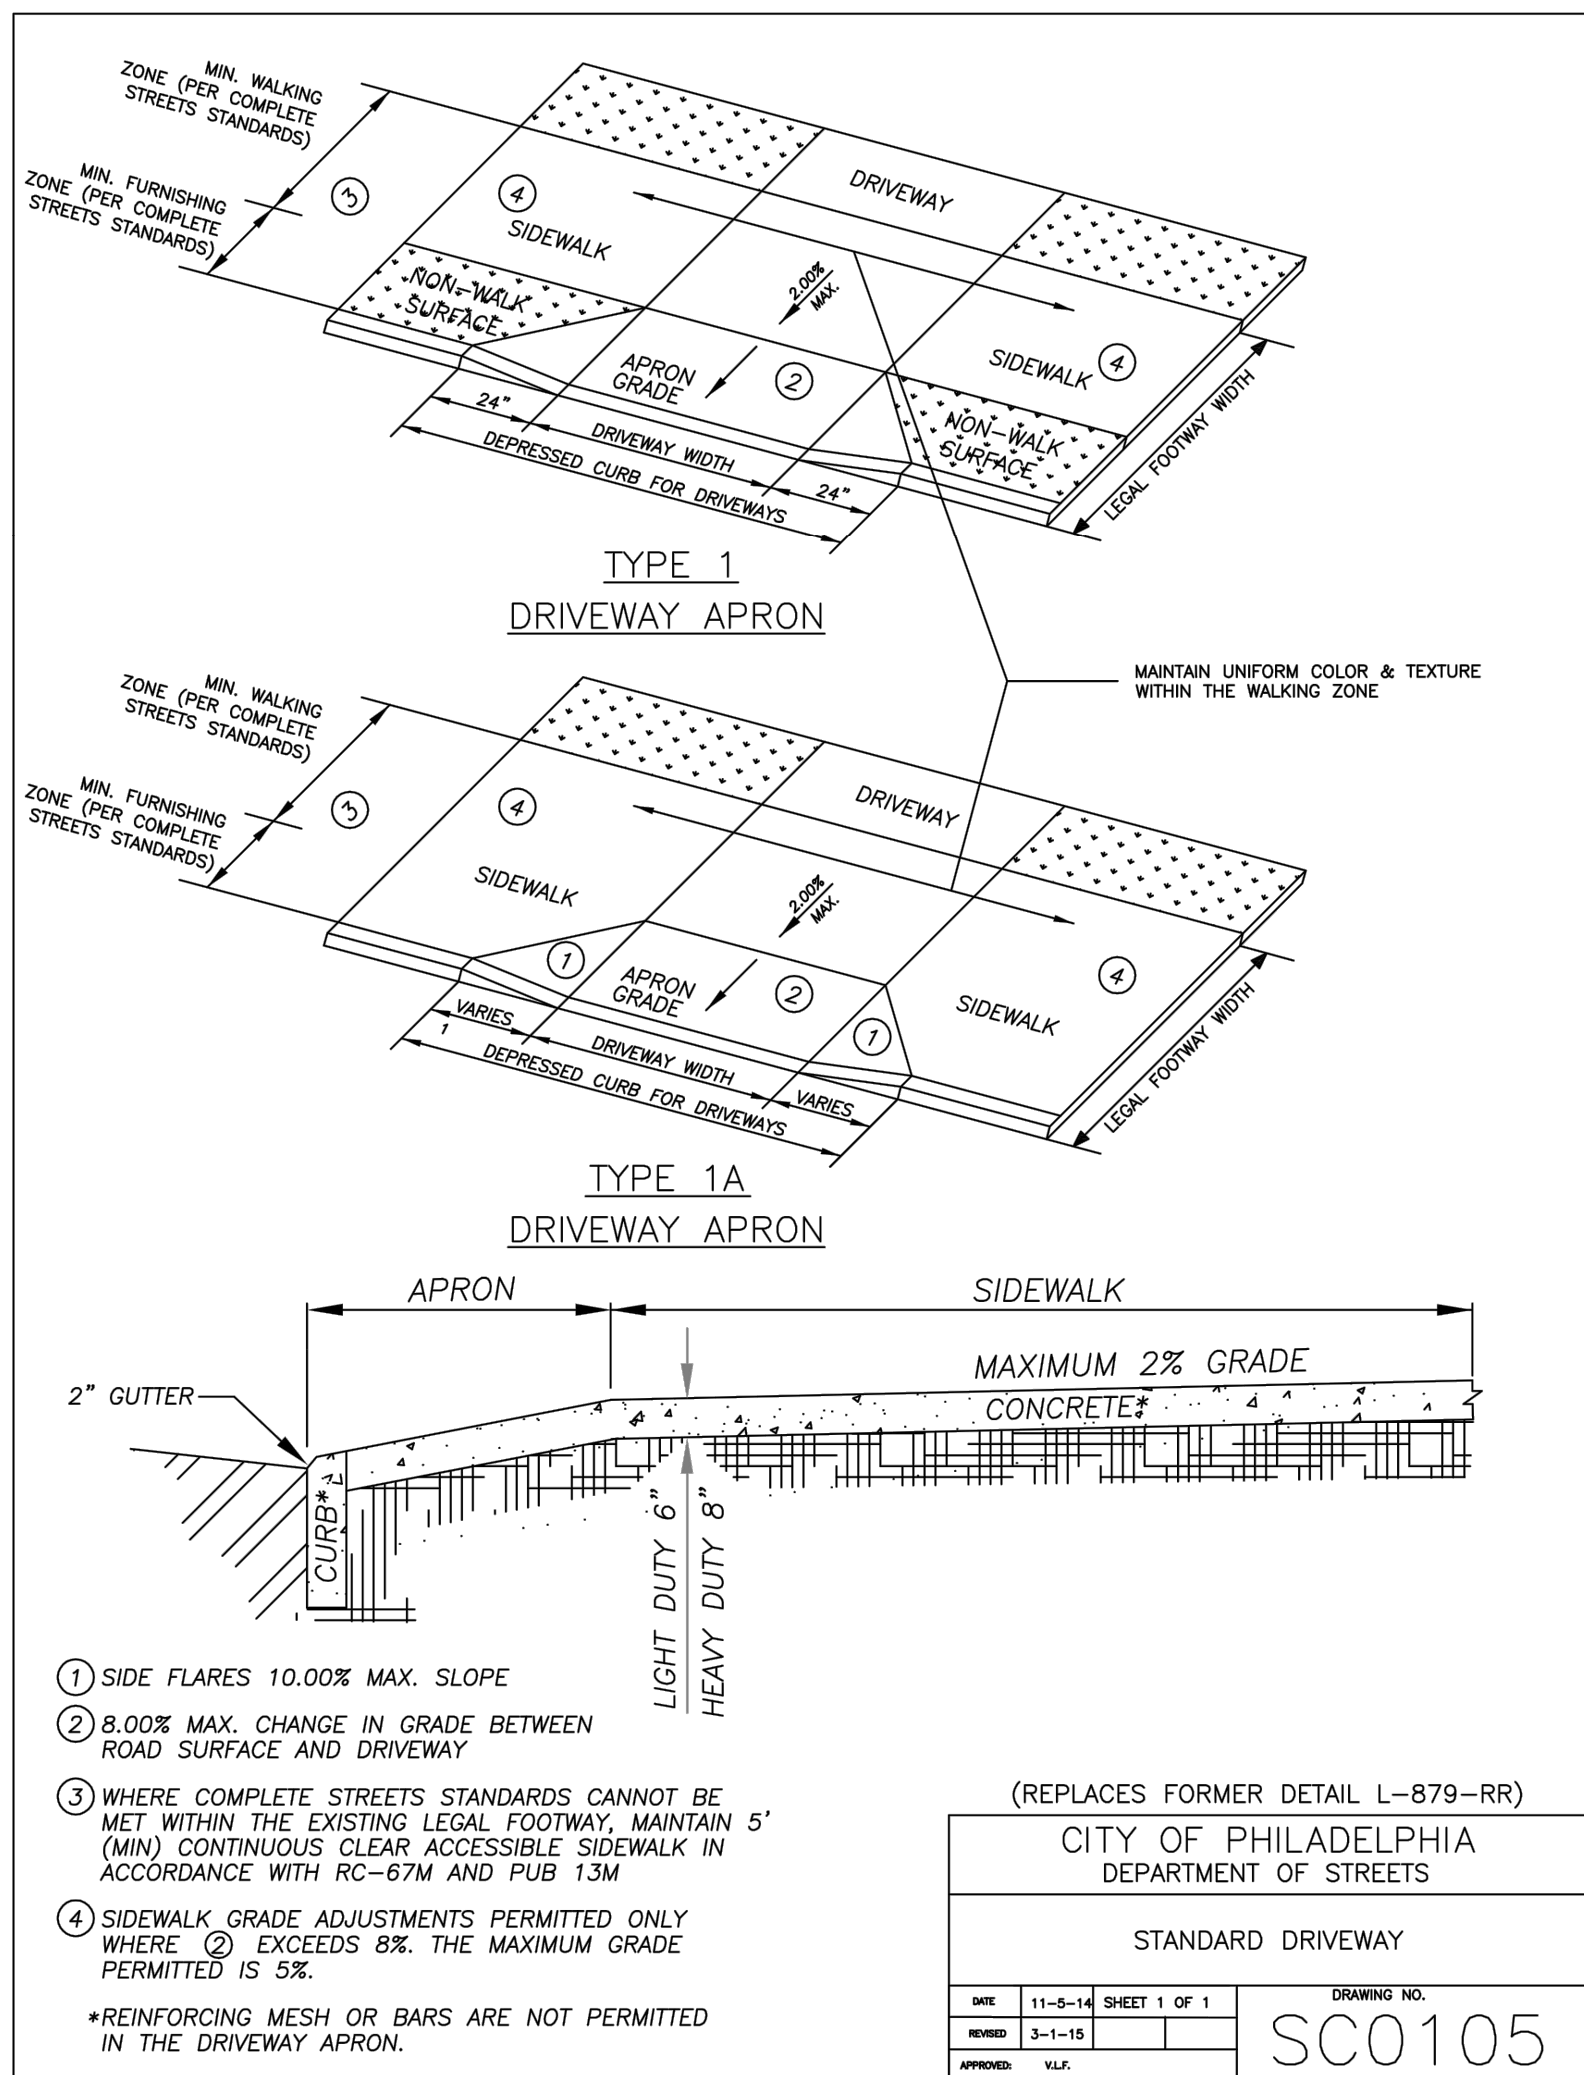 MIN. WALKING
ZONE (PER COMPLETE
STREETS STANDARDS)
MIN. FURNISHING
ZONE (PER COMPLETE
STREETS STANDARDS)
3
4
SIDEWALK
DRIVEWAY
NON-WALK
SURFACE
2.00%
MAX.
APRON
GRADE
2
SIDEWALK
4
NON-WALK
SURFACE
24"
DRIVEWAY WIDTH
24"
DEPRESSED CURB FOR DRIVEWAYS
LEGAL FOOTWAY WIDTH
TYPE 1
DRIVEWAY APRON
MAINTAIN UNIFORM COLOR & TEXTURE
WITHIN THE WALKING ZONE
MIN. WALKING
ZONE (PER COMPLETE
STREETS STANDARDS)
MIN. FURNISHING
ZONE (PER COMPLETE
STREETS STANDARDS)
3
4
SIDEWALK
DRIVEWAY
2.00%
MAX.
1
APRON
GRADE
2
4
SIDEWALK
1
VARIES
1
DRIVEWAY WIDTH
VARIES
DEPRESSED CURB FOR DRIVEWAYS
LEGAL FOOTWAY WIDTH
TYPE 1A
DRIVEWAY APRON
APRON
SIDEWALK
2" GUTTER
MAXIMUM 2% GRADE
CONCRETE*
CURB*
LIGHT DUTY 6"
HEAVY DUTY 8"
1 SIDE FLARES 10.00% MAX. SLOPE
2 8.00% MAX. CHANGE IN GRADE BETWEEN
ROAD SURFACE AND DRIVEWAY
3 WHERE COMPLETE STREETS STANDARDS CANNOT BE
MET WITHIN THE EXISTING LEGAL FOOTWAY, MAINTAIN 5'
(MIN) CONTINUOUS CLEAR ACCESSIBLE SIDEWALK IN
ACCORDANCE WITH RC-67M AND PUB 13M
4 SIDEWALK GRADE ADJUSTMENTS PERMITTED ONLY
WHERE 2 EXCEEDS 8%. THE MAXIMUM GRADE
PERMITTED IS 5%.
*REINFORCING MESH OR BARS ARE NOT PERMITTED
IN THE DRIVEWAY APRON.
(REPLACES FORMER DETAIL L-879-RR)
CITY OF PHILADELPHIA
DEPARTMENT OF STREETS
STANDARD DRIVEWAY
DATE 11-5-14 SHEET 1 OF 1
REVISED 3-1-15
APPROVED: V.L.F.
DRAWING NO.
SC0105